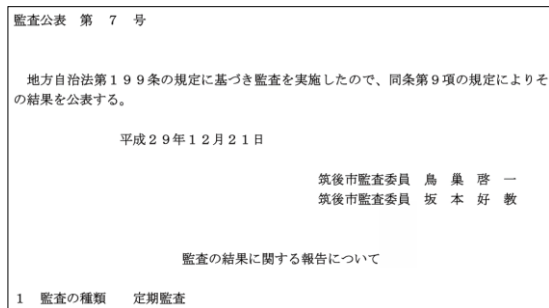 監査公表　第　７　号
地方自治法第１９９条の規定に基づき監査を実施したので、同条第９項の規定によりそ
の結果を公表する。
平成２９年１２月２１日
筑後市監査委員　鳥　巣　啓　一
筑後市監査委員　坂　本　好　教
監査の結果に関する報告について
１　監査の種類　　定期監査